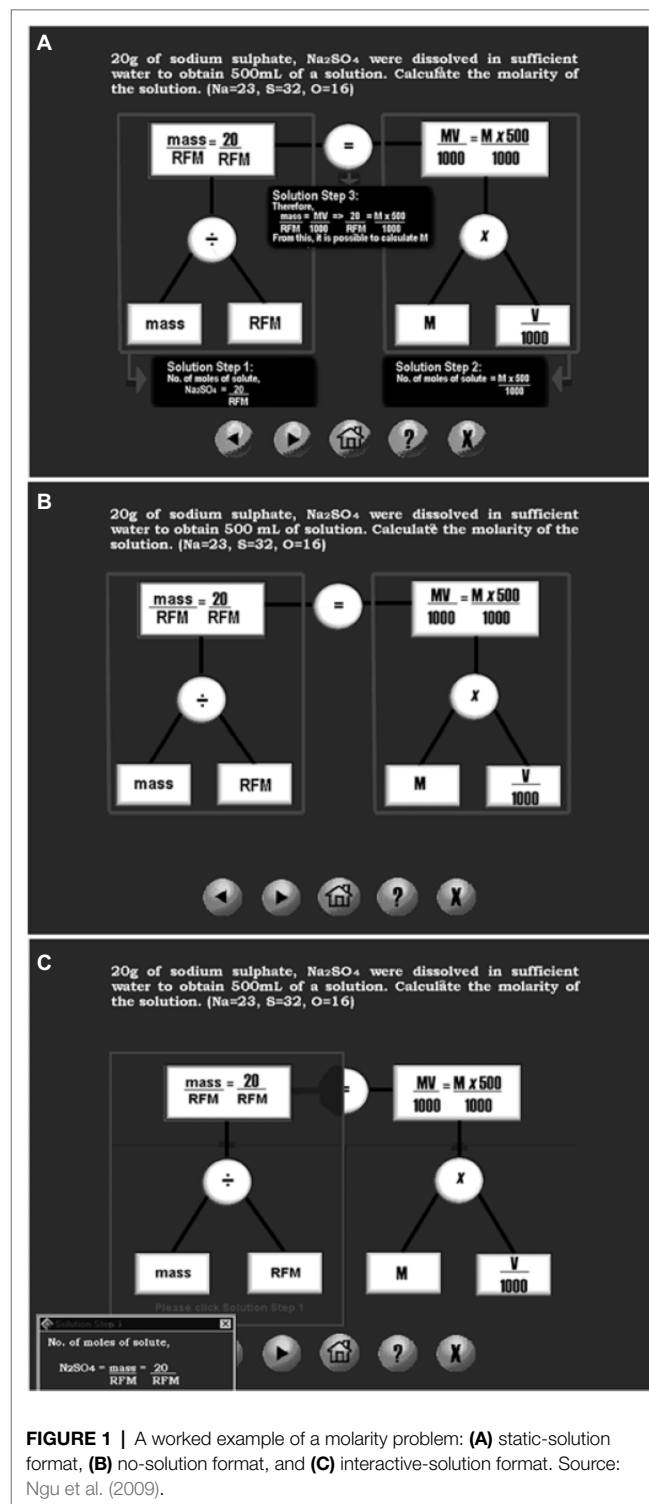 A
20g of sodium sulphate, Na₂SO₄ were dissolved in sufficient
water to obtain 500mL of a solution. Calculate the molarity of
the solution. (Na=23, S=32, O=16)
mass/RFM = 20/RFM
=
MV/1000 = M x 500/1000
Solution Step 3:
Therefore,
mass/RFM = MV/1000 => 20/RFM = M x 500/1000
From this, it is possible to calculate M
÷
x
mass
RFM
M
V/1000
Solution Step 1:
No. of moles of solute,
Na₂SO₄ = 20/RFM
Solution Step 2:
No. of moles of solute = M x 500/1000
?
X
B
20g of sodium sulphate, Na₂SO₄ were dissolved in sufficient
water to obtain 500 mL of solution. Calculate the molarity of the
solution. (Na=23, S=32, O=16)
mass/RFM = 20/RFM
=
MV/1000 = M x 500/1000
÷
x
mass
RFM
M
V/1000
?
X
C
20g of sodium sulphate, Na₂SO₄ were dissolved in sufficient
water to obtain 500mL of a solution. Calculate the molarity of
the solution. (Na=23, S=32, O=16)
mass/RFM = 20/RFM
=
MV/1000 = M x 500/1000
÷
x
mass
RFM
M
V/1000
Please click Solution Step 1
Solution Step 1
No. of moles of solute,
N2SO4 = mass/RFM = 20/RFM
?
X
FIGURE 1 | A worked example of a molarity problem: (A) static-solution
format, (B) no-solution format, and (C) interactive-solution format. Source:
Ngu et al. (2009).